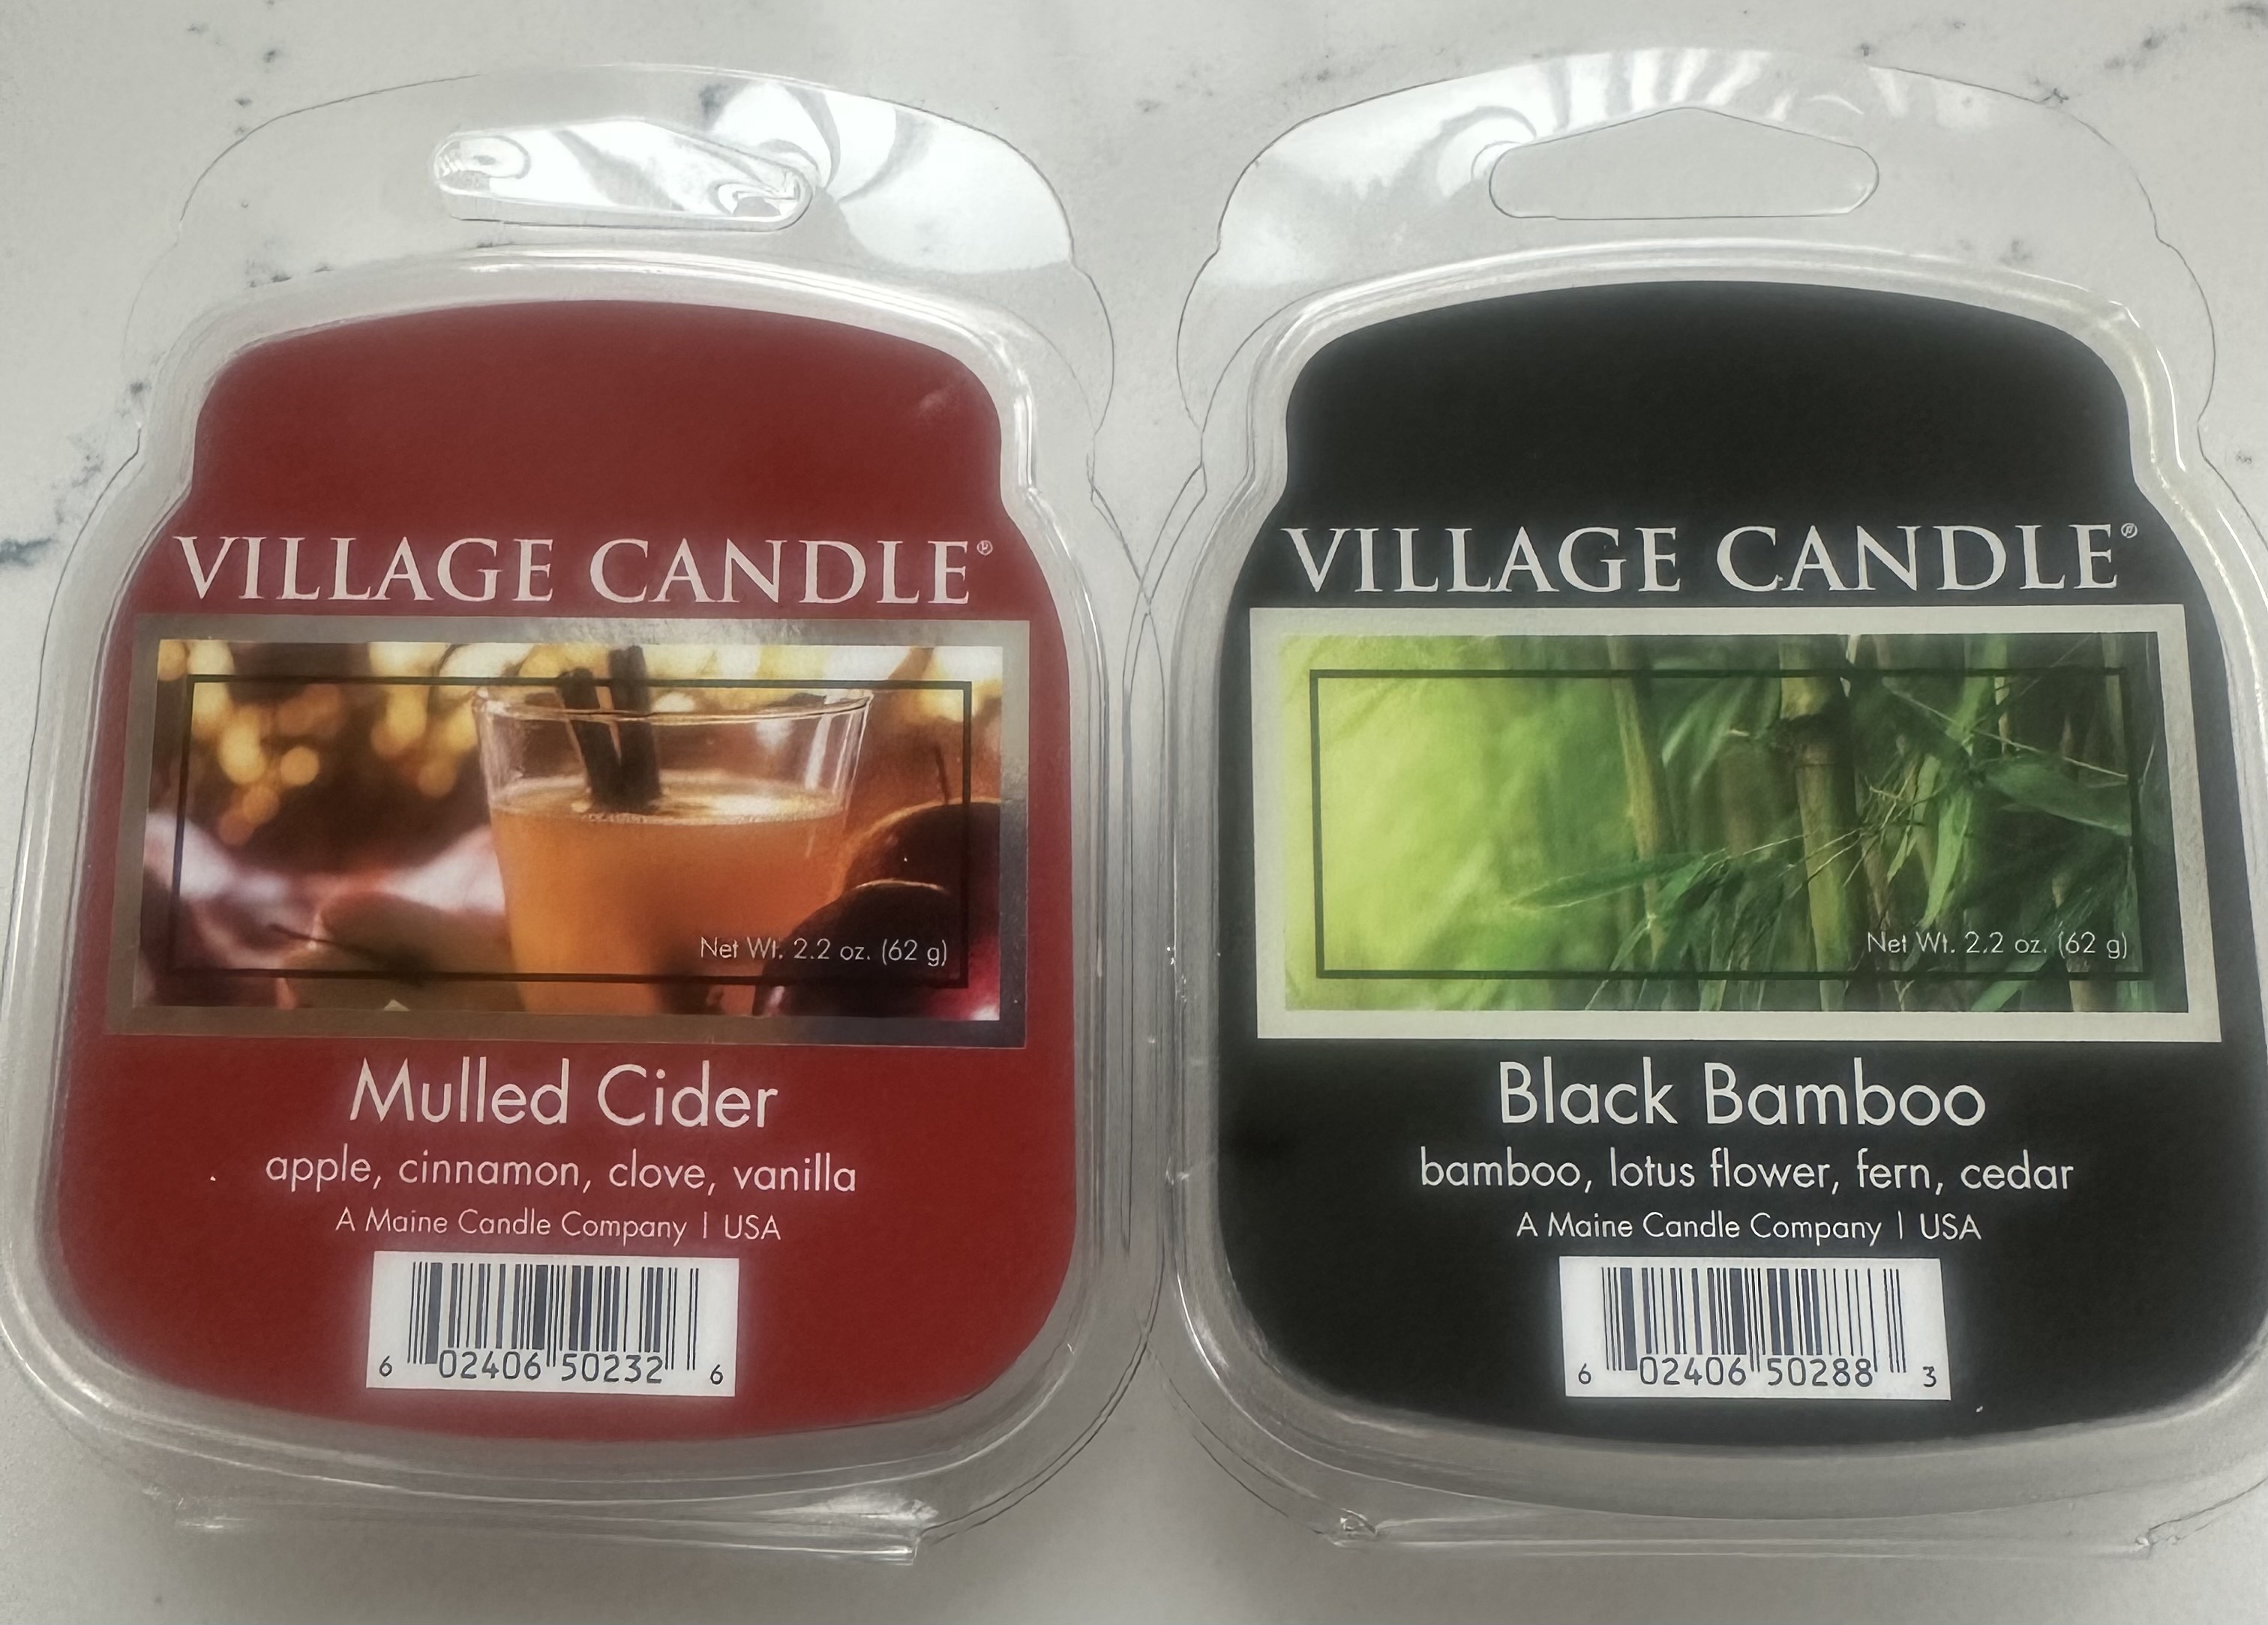 VILLAGE CANDLE®
Net Wt. 2.2 oz. (62 g)
Mulled Cider
apple, cinnamon, clove, vanilla
A Maine Candle Company | USA
6 02406 50232 6
VILLAGE CANDLE®
Net Wt. 2.2 oz. (62 g)
Black Bamboo
bamboo, lotus flower, fern, cedar
A Maine Candle Company | USA
6 02406 50288 3